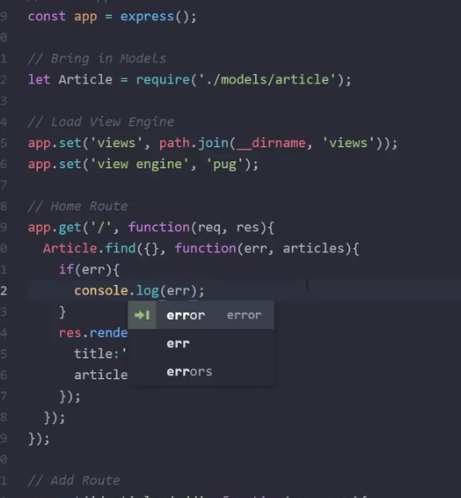 9 const app = express();
0
1 // Bring in Models
2 let Article = require('./models/article');
3
4 // Load View Engine
5 app.set('views', path.join(__dirname, 'views'));
6 app.set('view engine', 'pug');
7
8 // Home Route
9 app.get('/', function(req, res){
0 Article.find({}, function(err, articles){
1 if(err){
2 console.log(err);
3 }
error error
4 res.rende
err
5 title:'
errors
6 article
7 });
8 });
9 });
0
1 // Add Route